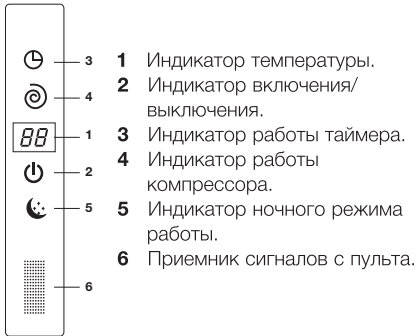 3
4
88
1
2
5
6
1 Индикатор температуры.
2 Индикатор включения/
выключения.
3 Индикатор работы таймера.
4 Индикатор работы
компрессора.
5 Индикатор ночного режима
работы.
6 Приемник сигналов с пульта.